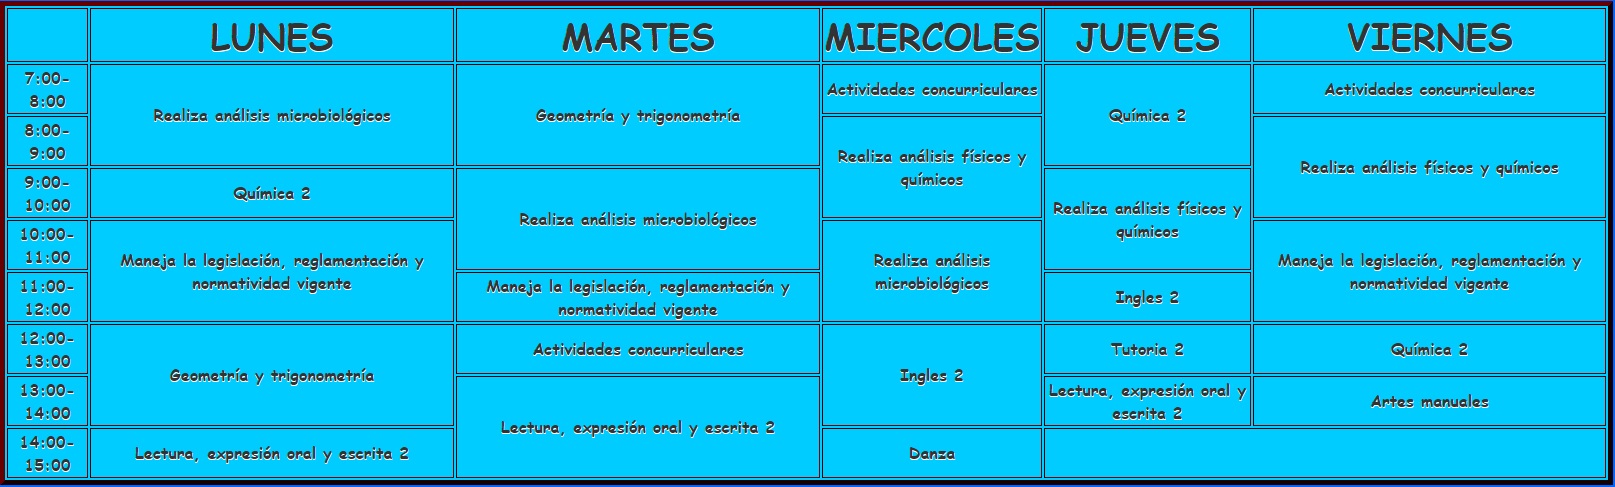 LUNES MARTES MIERCOLES JUEVES VIERNES
7:00-
8:00
Realiza análisis microbiológicos
Geometría y trigonometría
Actividades concurriculares
Química 2
Actividades concurriculares
8:00-
9:00
Realiza análisis físicos y
químicos
Realiza análisis físicos y químicos
9:00-
10:00
Química 2
Realiza análisis microbiológicos
Realiza análisis físicos y
químicos
10:00-
11:00
Maneja la legislación, reglamentación y
normatividad vigente
Realiza análisis
microbiológicos
Maneja la legislación, reglamentación y
normatividad vigente
11:00-
12:00
Maneja la legislación, reglamentación y
normatividad vigente
Ingles 2
12:00-
13:00
Geometría y trigonometría
Actividades concurriculares
Ingles 2
Tutoria 2
Química 2
13:00-
14:00
Lectura, expresión oral y escrita 2
Lectura, expresión oral y
escrita 2
Artes manuales
14:00-
15:00
Lectura, expresión oral y escrita 2
Danza